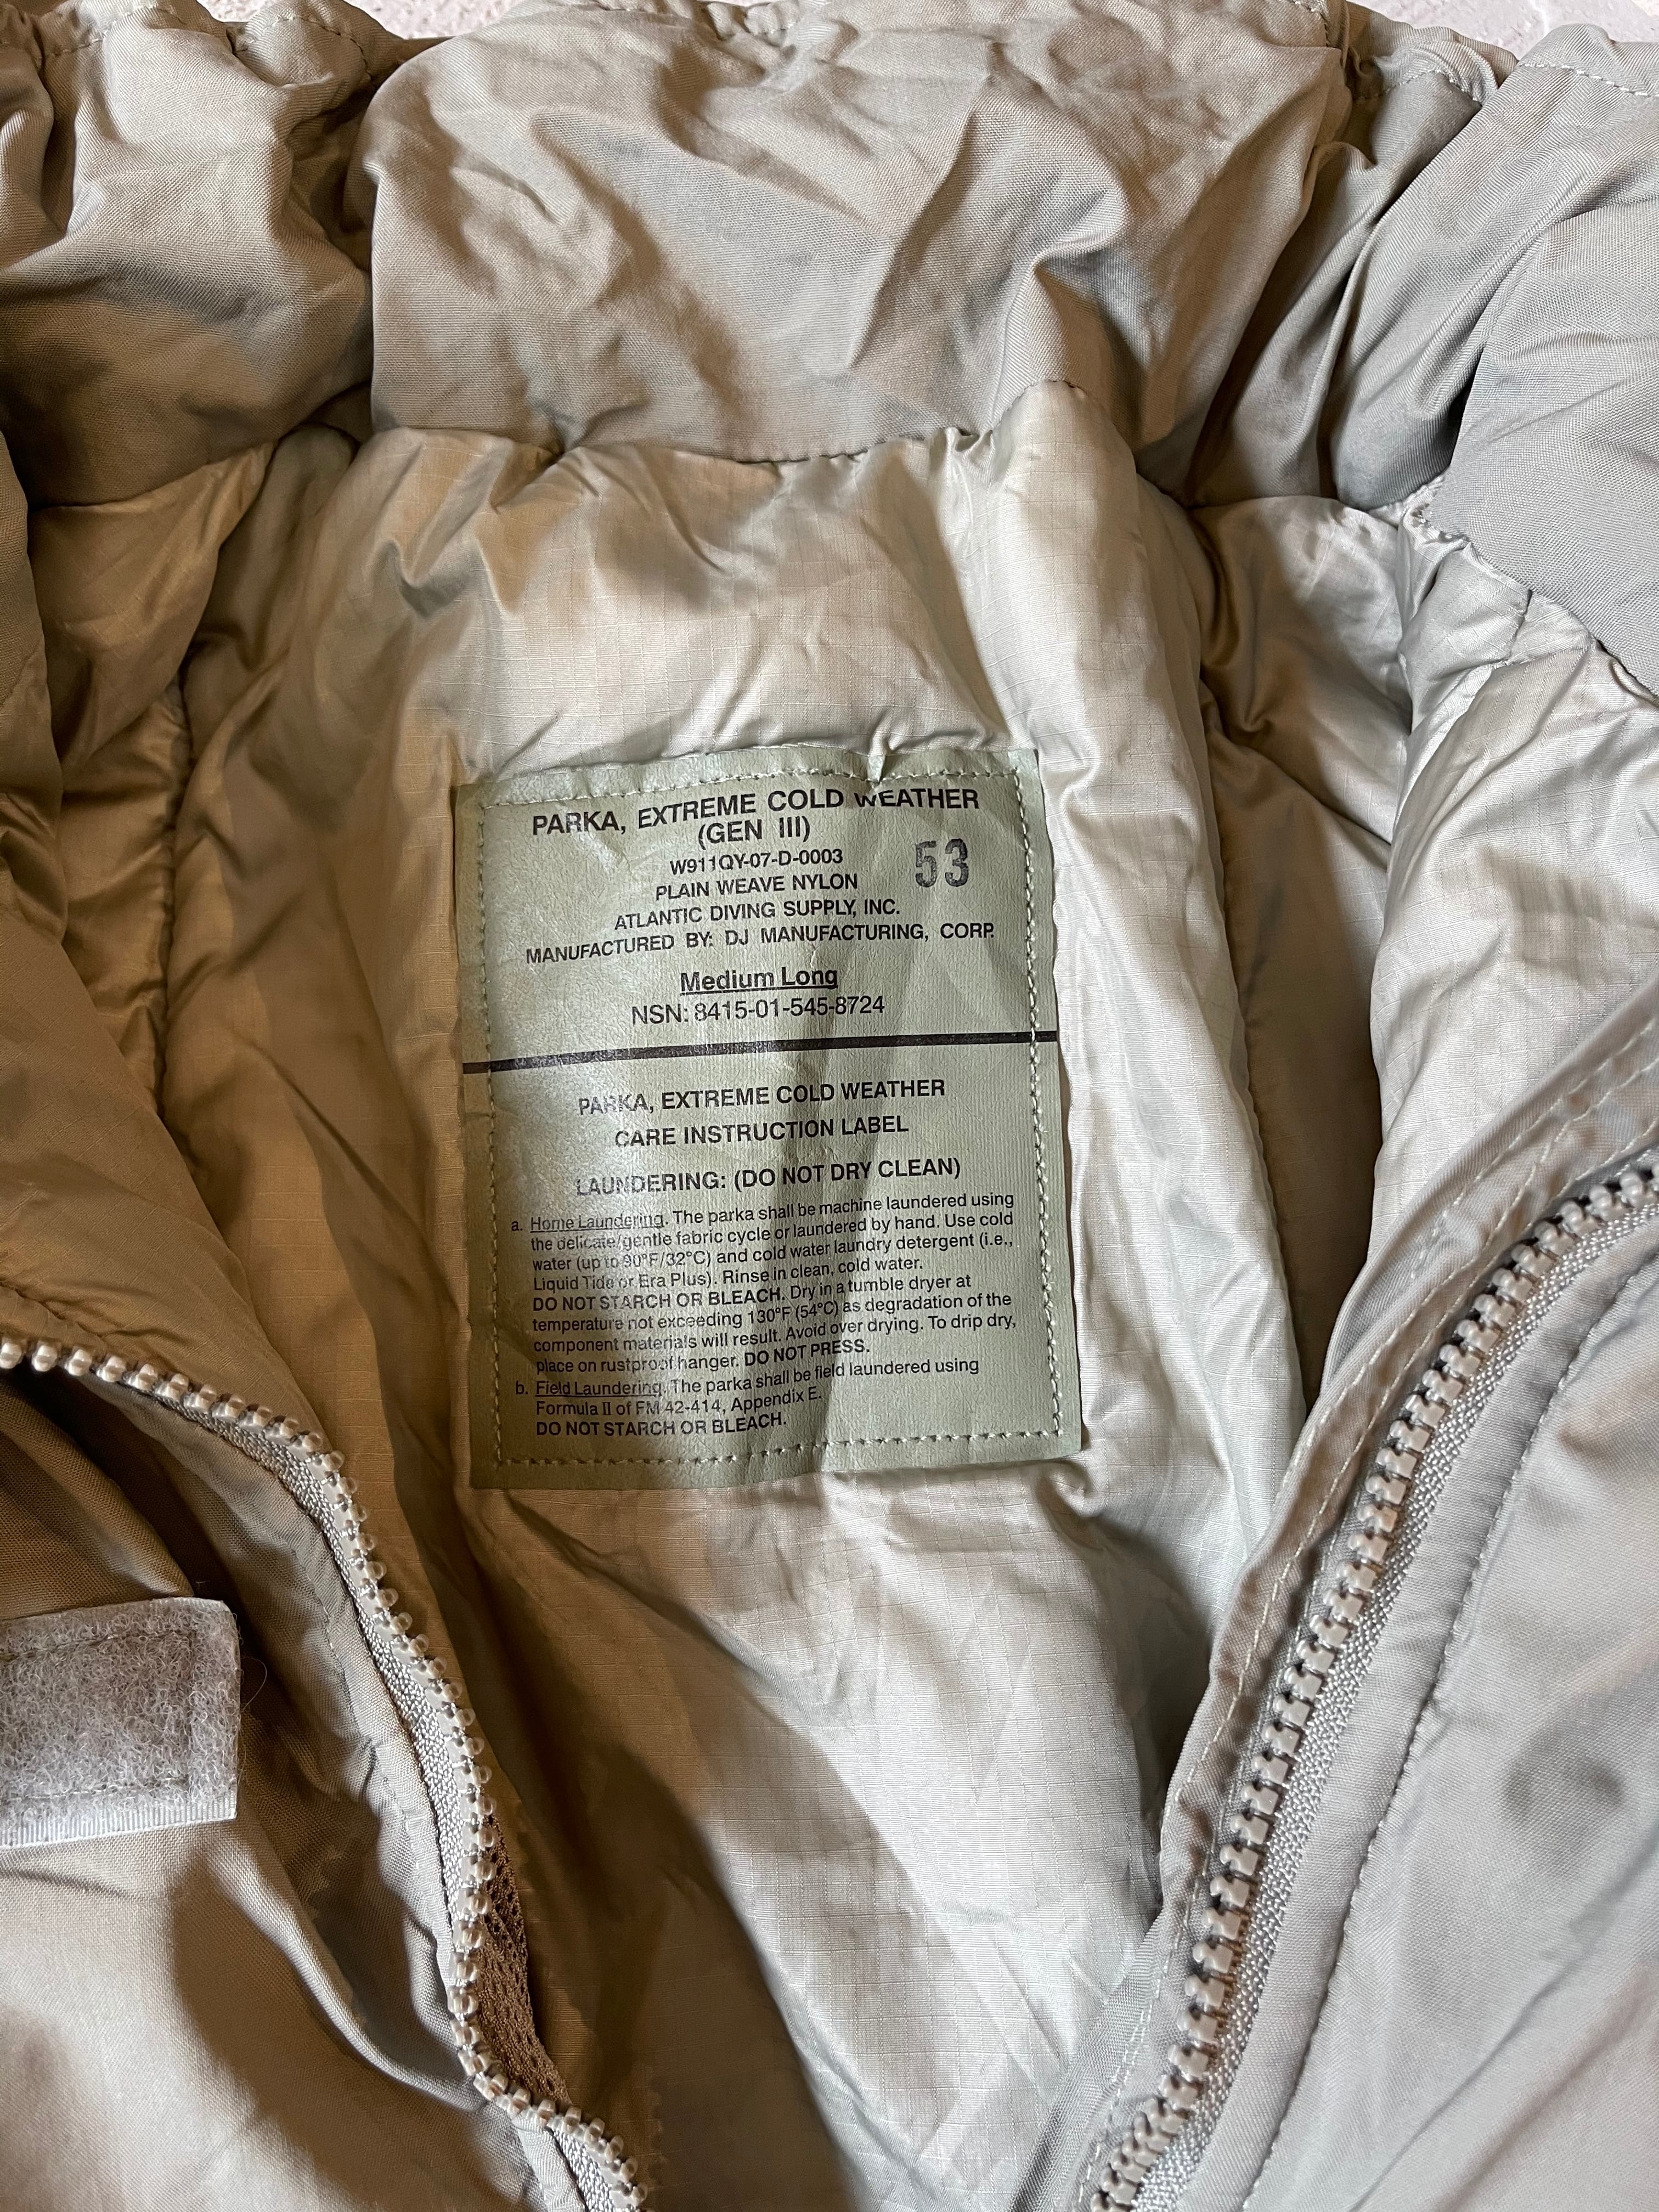 PARKA, EXTREME COLD WEATHER
(GEN III)
W911QY-07-D-0003
53
PLAIN WEAVE NYLON
ATLANTIC DIVING SUPPLY, INC.
MANUFACTURED BY: DJ MANUFACTURING, CORP.
Medium Long
NSN: 8415-01-545-8724
PARKA, EXTREME COLD WEATHER
CARE INSTRUCTION LABEL
LAUNDERING: (DO NOT DRY CLEAN)
a. Home Laundering. The parka shall be machine laundered using
the delicate/gentle fabric cycle or laundered by hand. Use cold
water (up to 90°F/32°C) and cold water laundry detergent (i.e.,
Liquid Tide or Era Plus). Rinse in clean, cold water.
DO NOT STARCH OR BLEACH. Dry in a tumble dryer at
temperature not exceeding 130°F (54°C) as degradation of the
component materials will result. Avoid over drying. To drip dry,
place on rustproof hanger. DO NOT PRESS.
b. Field Laundering. The parka shall be field laundered using
Formula II of FM 42-414, Appendix E.
DO NOT STARCH OR BLEACH.